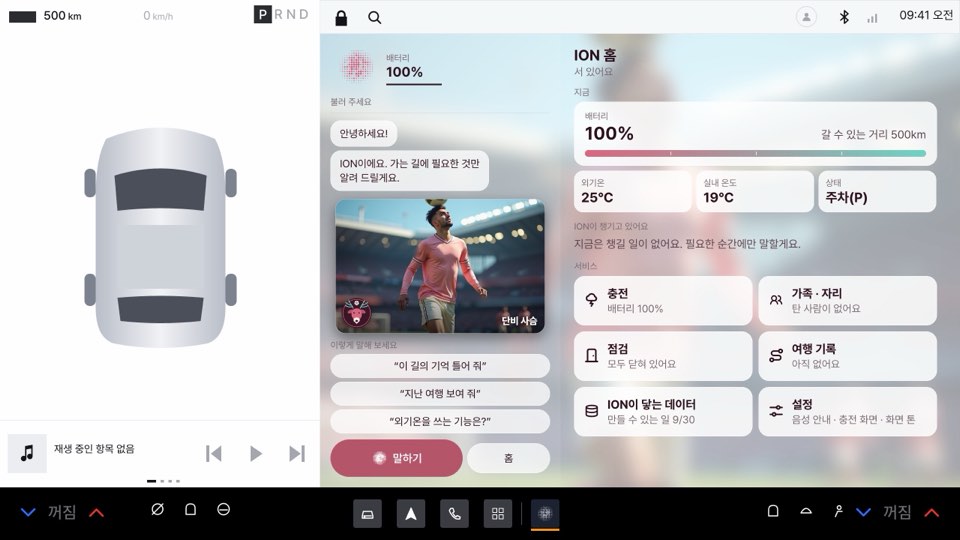 500 km
0 km/h
P R N D
09:41 오전
배터리
100%
불러 주세요
안녕하세요!
ION이에요. 가는 길에 필요한 것만
알려 드릴게요.
단비 사슴
이렇게 말해 보세요
“이 길의 기억 틀어 줘”
“지난 여행 보여 줘”
“외기온을 쓰는 기능은?”
말하기
홈
ION 홈
서 있어요
지금
배터리
100%
갈 수 있는 거리 500km
외기온
25°C
실내 온도
19°C
상태
주차(P)
ION이 챙기고 있어요
지금은 챙길 일이 없어요. 필요한 순간에만 말할게요.
서비스
충전
배터리 100%
가족 · 자리
탄 사람이 없어요
점검
모두 닫혀 있어요
여행 기록
아직 없어요
ION이 닿는 데이터
만들 수 있는 일 9/30
설정
음성 안내 · 충전 화면 · 화면 톤
재생 중인 항목 없음
꺼짐
꺼짐